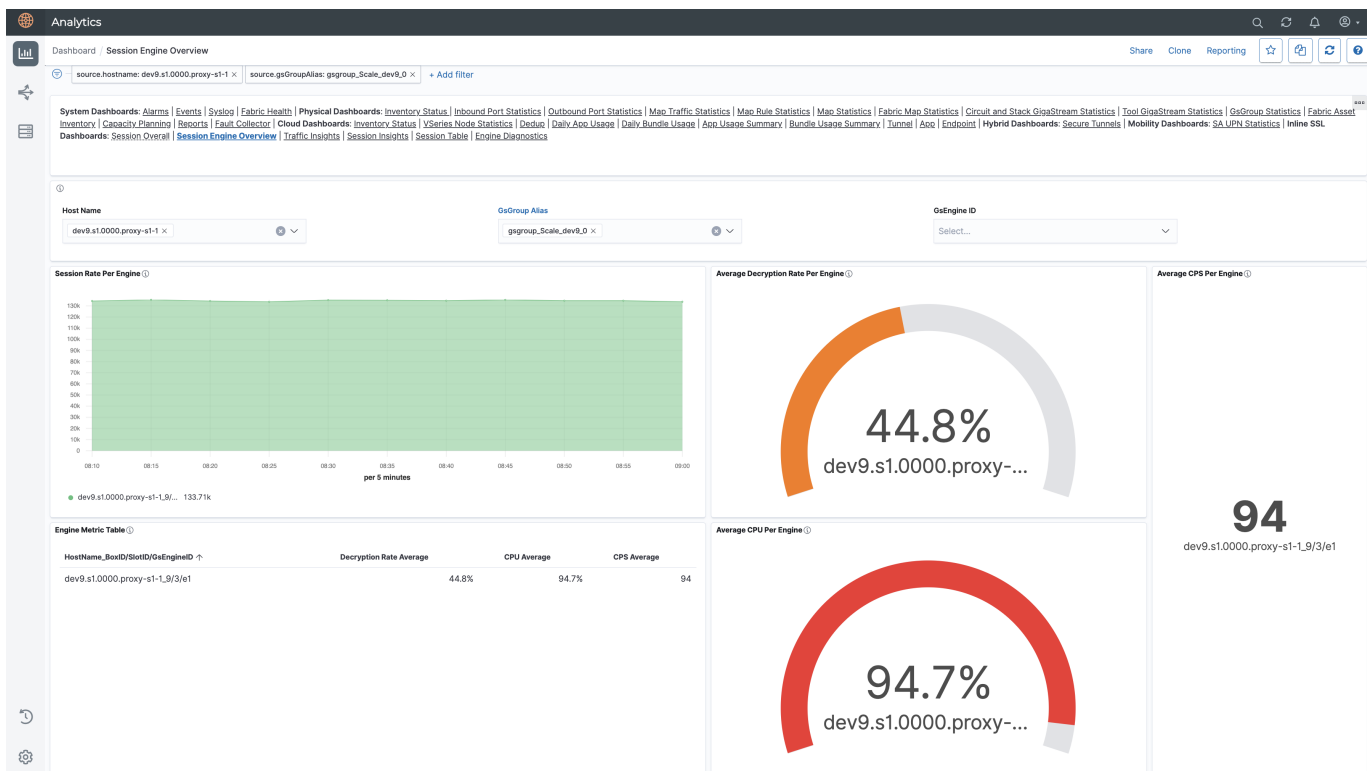 Analytics
Dashboard / Session Engine Overview
Share Clone Reporting
source.hostname: dev9.s1.0000.proxy-s1-1 × source.gsGroupAlias: gsgroup_Scale_dev9_0 × + Add filter
System Dashboards: Alarms | Events | Syslog | Fabric Health | Physical Dashboards: Inventory Status | Inbound Port Statistics | Outbound Port Statistics | Map Traffic Statistics | Map Rule Statistics | Map Statistics | Fabric Map Statistics | Circuit and Stack GigaStream Statistics | Tool GigaStream Statistics | GsGroup Statistics | Fabric Asset
Inventory | Capacity Planning | Reports | Fault Collector | Cloud Dashboards: Inventory Status | VSeries Node Statistics | Dedup | Daily App Usage | Daily Bundle Usage | App Usage Summary | Bundle Usage Summary | Tunnel | App | Endpoint | Hybrid Dashboards: Secure Tunnels | Mobility Dashboards: SA UPN Statistics | Inline SSL
Dashboards: Session Overall | Session Engine Overview | Traffic Insights | Session Insights | Session Table | Engine Diagnostics
Host Name
dev9.s1.0000.proxy-s1-1 ×
GsGroup Alias
gsgroup_Scale_dev9_0 ×
GsEngine ID
Select...
Session Rate Per Engine
130k
120k
110k
100k
90k
80k
70k
60k
50k
40k
30k
20k
10k
0
08:10 08:15 08:20 08:25 08:30 08:35 08:40 08:45 08:50 08:55 09:00
per 5 minutes
dev9.s1.0000.proxy-s1-1_9/... 133.71k
Average Decryption Rate Per Engine
44.8%
dev9.s1.0000.proxy-...
Average CPS Per Engine
94
dev9.s1.0000.proxy-s1-1_9/3/e1
Engine Metric Table
HostName_BoxID/SlotID/GsEngineID ↑ Decryption Rate Average CPU Average CPS Average
dev9.s1.0000.proxy-s1-1_9/3/e1 44.8% 94.7% 94
Average CPU Per Engine
94.7%
dev9.s1.0000.proxy-...